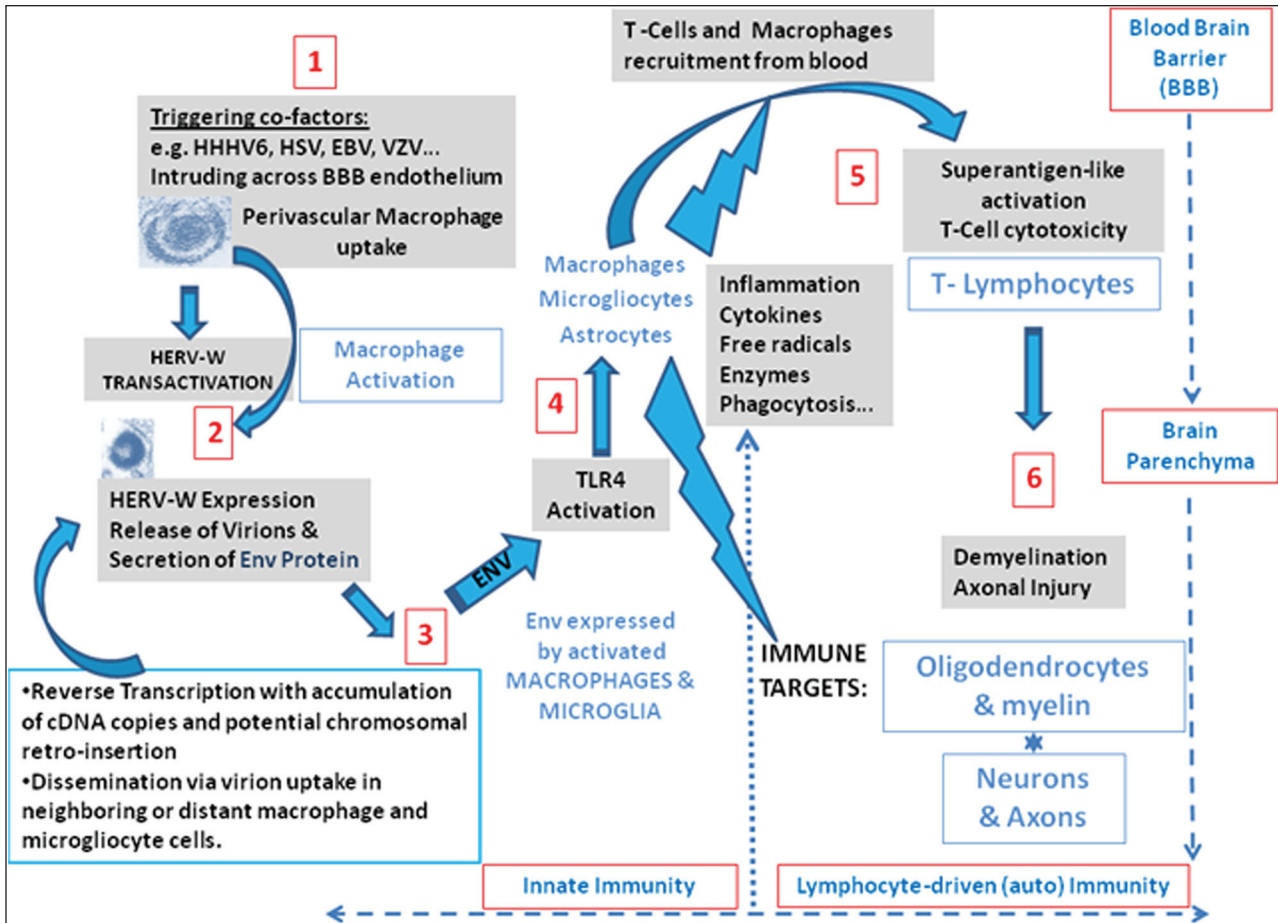 1
Triggering co-factors:
e.g. HHHV6, HSV, EBV, VZV...
Intruding across BBB endothelium
Perivascular Macrophage
uptake
HERV-W
TRANSACTIVATION
Macrophage
Activation
2
HERV-W Expression
Release of Virions &
Secretion of Env Protein
3
•Reverse Transcription with accumulation
of cDNA copies and potential chromosomal
retro-insertion
•Dissemination via virion uptake in
neighboring or distant macrophage and
microgliocyte cells.
ENV
TLR4
Activation
4
Env expressed
by activated
MACROPHAGES &
MICROGLIA
Macrophages
Microgliocytes
Astrocytes
T -Cells and Macrophages
recruitment from blood
Inflammation
Cytokines
Free radicals
Enzymes
Phagocytosis...
5
Superantigen-like
activation
T-Cell cytotoxicity
T- Lymphocytes
6
Demyelination
Axonal Injury
IMMUNE
TARGETS:
Oligodendrocytes
& myelin
Neurons
& Axons
Blood Brain
Barrier
(BBB)
Brain
Parenchyma
Innate Immunity
Lymphocyte-driven (auto) Immunity